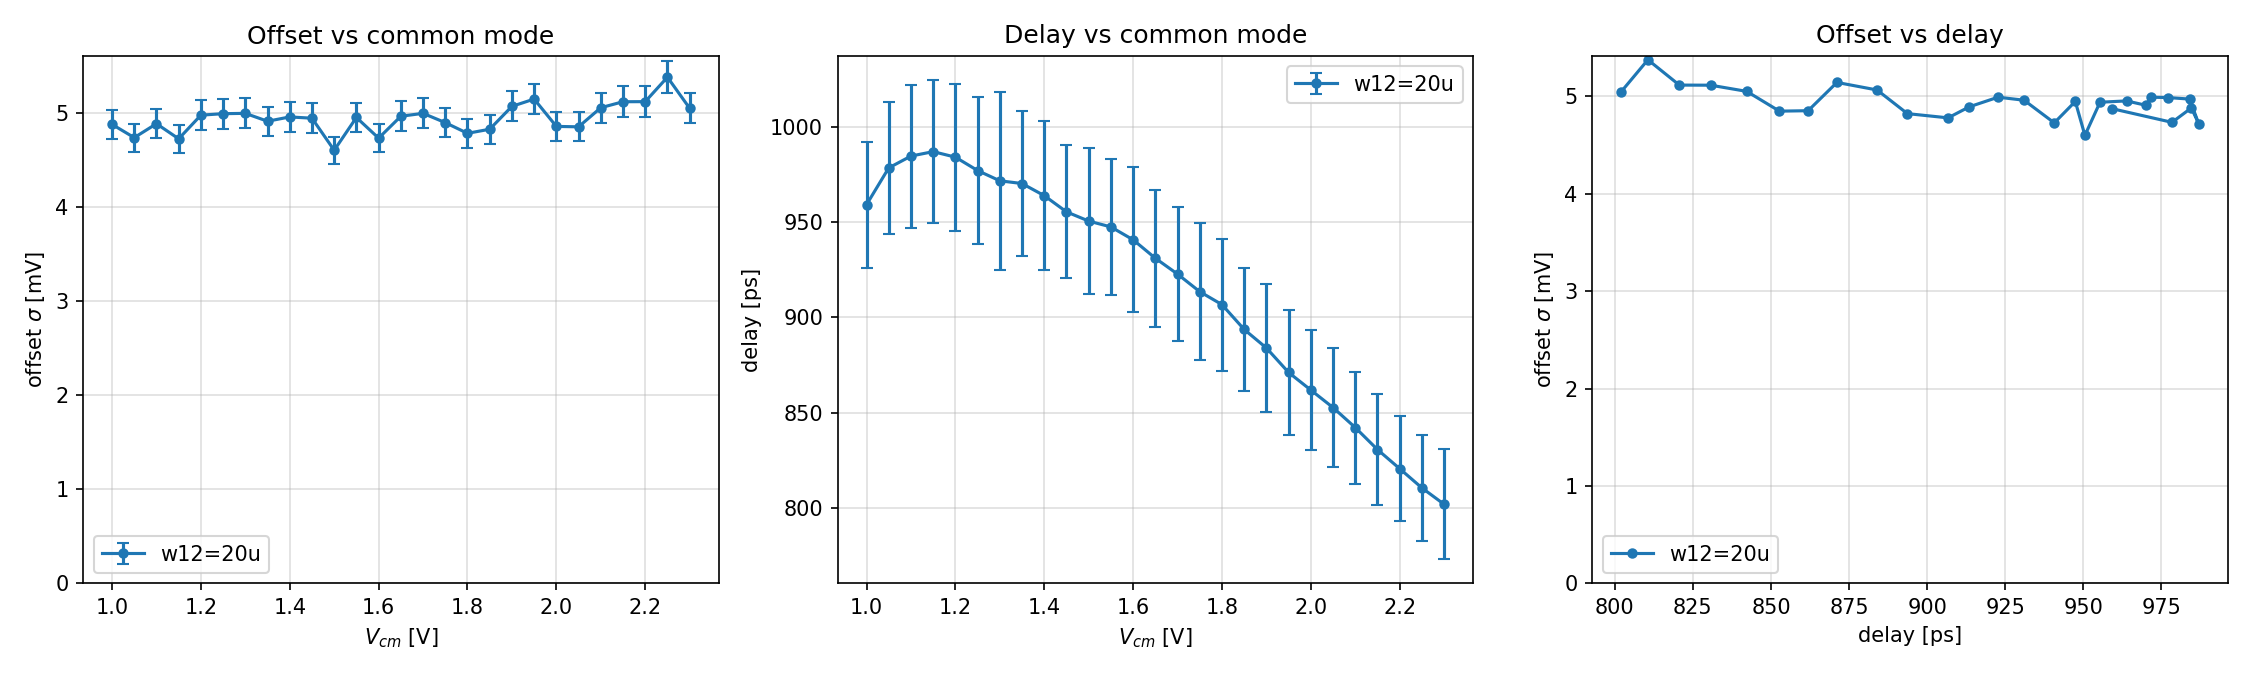 Offset vs common mode
offset σ [mV]
5
4
3
2
1
0
w12=20u
1.0 1.2 1.4 1.6 1.8 2.0 2.2
V_cm [V]
Delay vs common mode
delay [ps]
1000
950
900
850
800
w12=20u
1.0 1.2 1.4 1.6 1.8 2.0 2.2
V_cm [V]
Offset vs delay
offset σ [mV]
5
4
3
2
1
0
w12=20u
800 825 850 875 900 925 950 975
delay [ps]